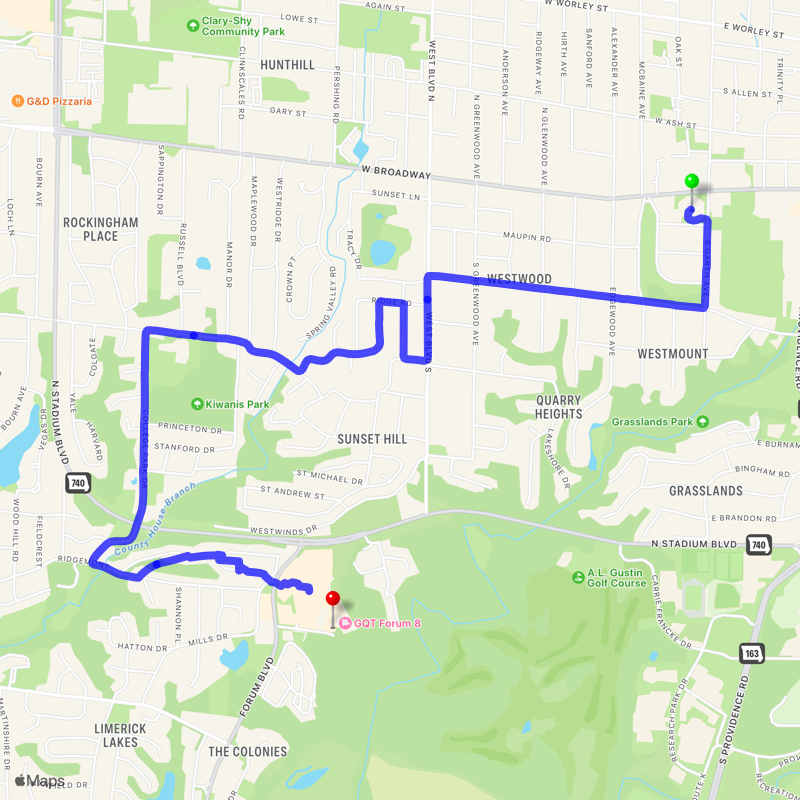 AGAIN ST
W WORLEY ST
Clary-Shy
Community Park
LOWE ST
E WORLEY ST
HUNTHILL
CLINKSCALES RD
PERSHING RD
WEST BLVD N
ANDERSON AVE
RIDGEWAY AVE
HIRTH AVE
SANFORD AVE
ALEXANDER AVE
MCBAINE AVE
OAK ST
TRINITY PL
G&D Pizzaria
GARY ST
N GREENWOOD AVE
N GLENWOOD AVE
S ALLEN ST
W ASH ST
W BROADWAY
BOURN AVE
SAPPINGTON DR
MAPLEWOOD DR
WESTRIDGE DR
SUNSET LN
LOCH LN
ROCKINGHAM
PLACE
RUSSELL BLVD
MANOR DR
CROWN PT
TRACY DR
MAUPIN RD
S GARTH AVE
SPRING VALLEY RD
WESTWOOD
RIDGE RD
S GREENWOOD AVE
EDGEWOOD AVE
WEST BLVD S
WESTMOUNT
COLGATE
BOURN AVE
N STADIUM BLVD
YALE
HARVARD
VASSAR DR
Kiwanis Park
QUARRY
HEIGHTS
Grasslands Park
COLLEGE PARK DR
PRINCETON DR
STANFORD DR
SUNSET HILL
LAKESHORE DR
E BURNAM
BINGHAM RD
740
ST MICHAEL DR
ST ANDREW ST
GRASSLANDS
WOOD HILL RD
FIELDCREST
County House Branch
E BRANDON RD
WESTWINDS DR
N STADIUM BLVD
740
RIDGEMONT
A.L. Gustin
Golf Course
SHANNON PL
GQT Forum 8
CARRIE FRANCKE DR
HATTON DR
MILLS DR
163
FORUM BLVD
MARTINSHIRE DR
RESEARCH PARK DR
S PROVIDENCE RD
LIMERICK
LAKES
THE COLONIES
Maps
ROUTE K
RECREATION